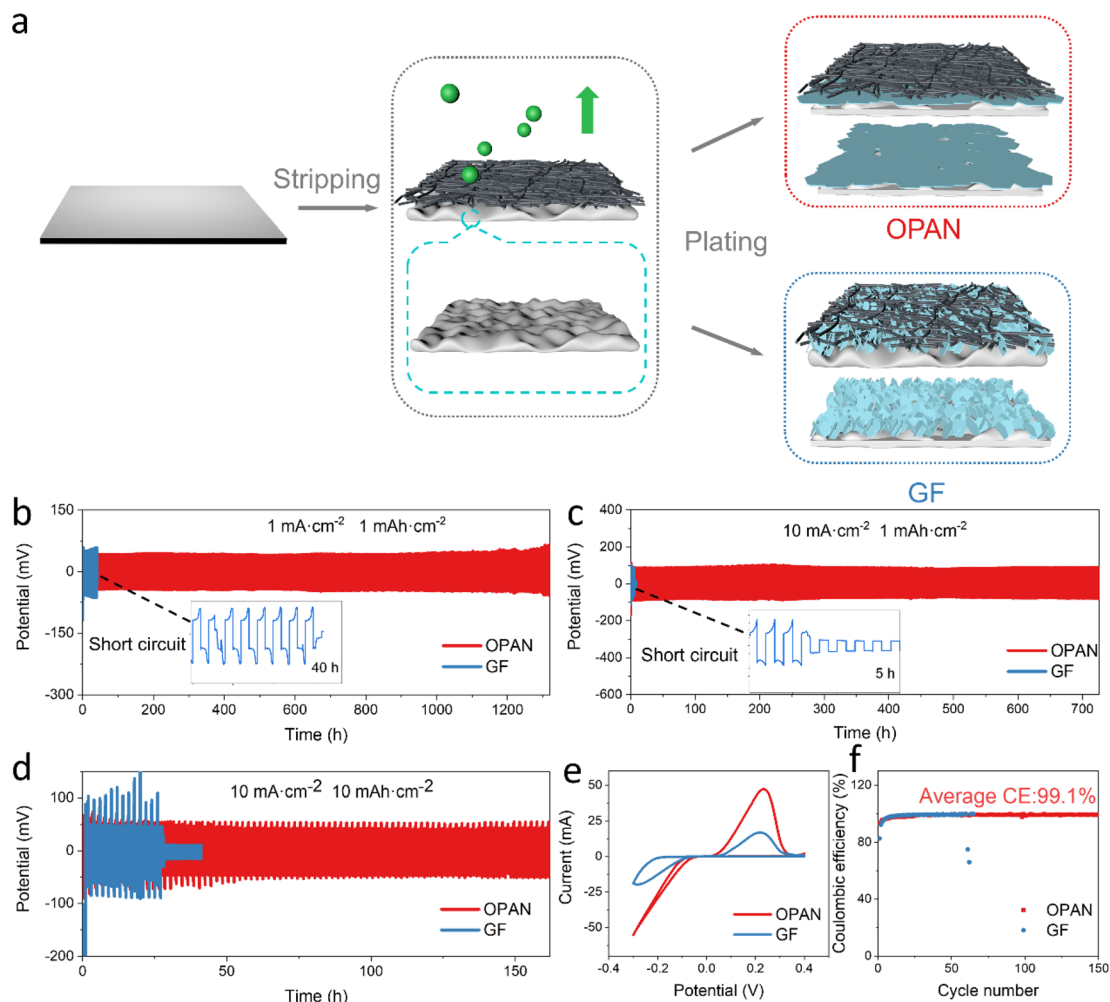 a
Stripping
Plating
OPAN
GF
b
1 mA·cm⁻² 1 mAh·cm⁻²
Potential (mV)
150
0
-150
-300
Short circuit
40 h
OPAN
GF
0 200 400 600 800 1000 1200
Time (h)
c
10 mA·cm⁻² 1 mAh·cm⁻²
Potential (mV)
400
200
0
-200
-400
-600
Short circuit
5 h
OPAN
GF
0 100 200 300 400 500 600 700
Time (h)
d
10 mA·cm⁻² 10 mAh·cm⁻²
Potential (mV)
100
0
-100
-200
OPAN
GF
0 50 100 150
Time (h)
e
Current (mA)
50
25
0
-25
-50
OPAN
GF
-0.4 -0.2 0.0 0.2 0.4
Potential (V)
f
Coulombic efficiency (%)
120
80
40
0
Average CE:99.1%
OPAN
GF
0 25 50 75 100 125 150
Cycle number